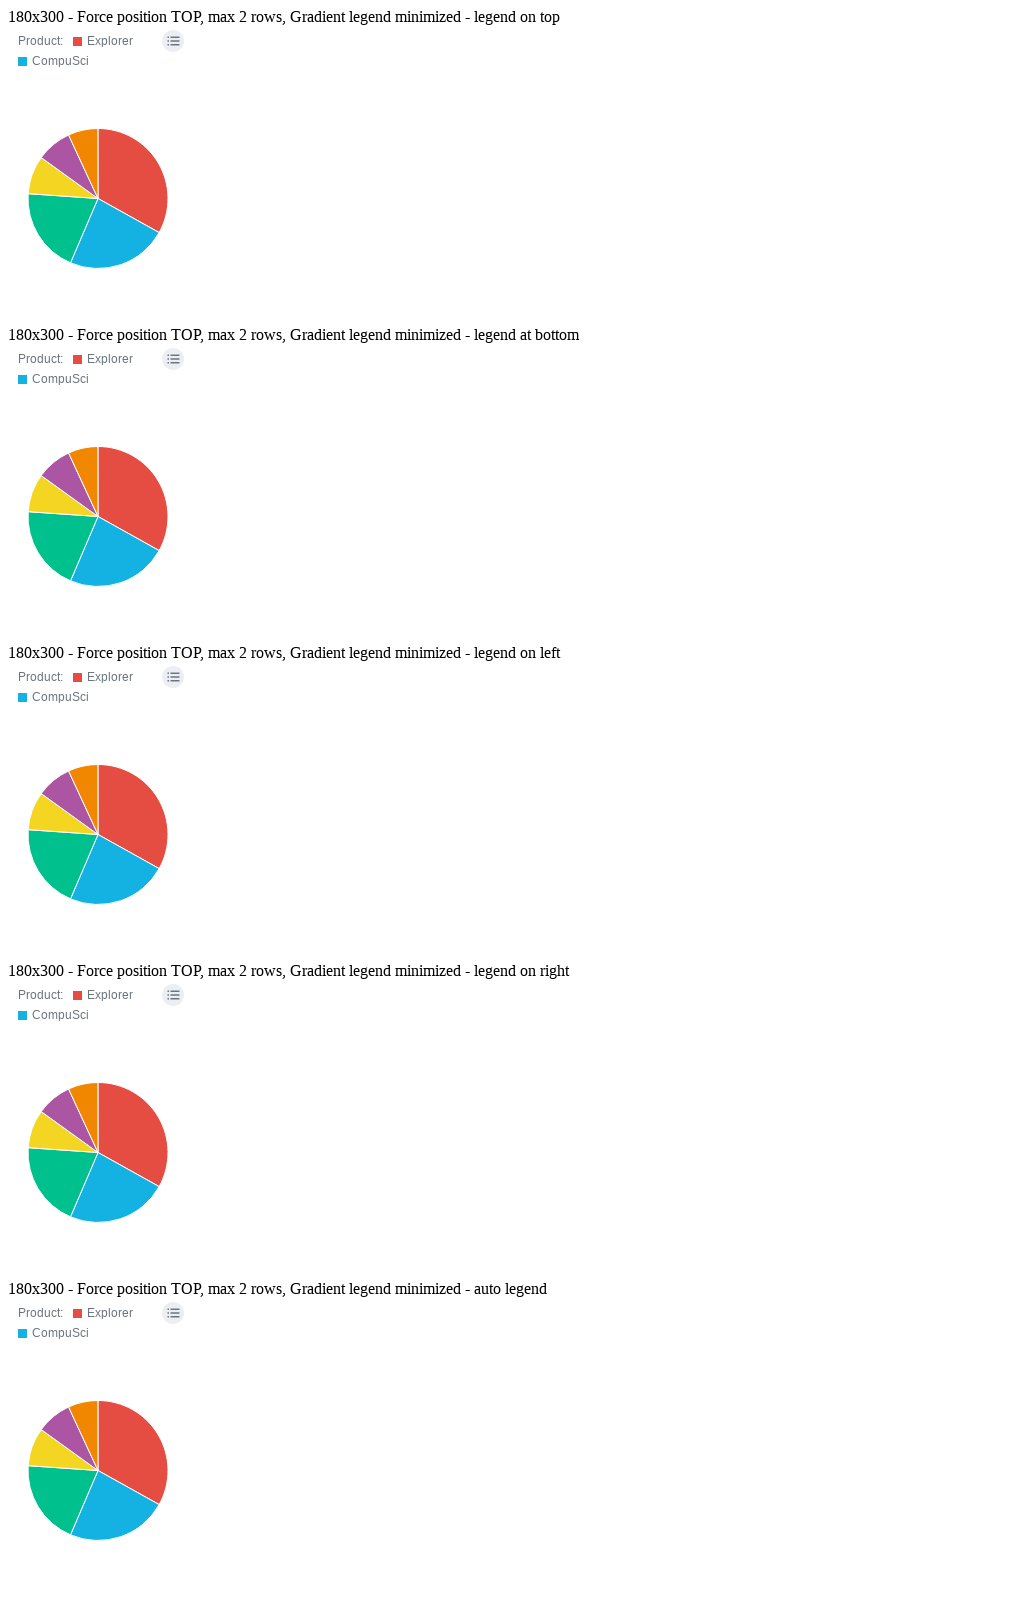 180x300 - Force position TOP, max 2 rows, Gradient legend minimized - legend on top
Product: Explorer
CompuSci
180x300 - Force position TOP, max 2 rows, Gradient legend minimized - legend at bottom
Product: Explorer
CompuSci
180x300 - Force position TOP, max 2 rows, Gradient legend minimized - legend on left
Product: Explorer
CompuSci
180x300 - Force position TOP, max 2 rows, Gradient legend minimized - legend on right
Product: Explorer
CompuSci
180x300 - Force position TOP, max 2 rows, Gradient legend minimized - auto legend
Product: Explorer
CompuSci